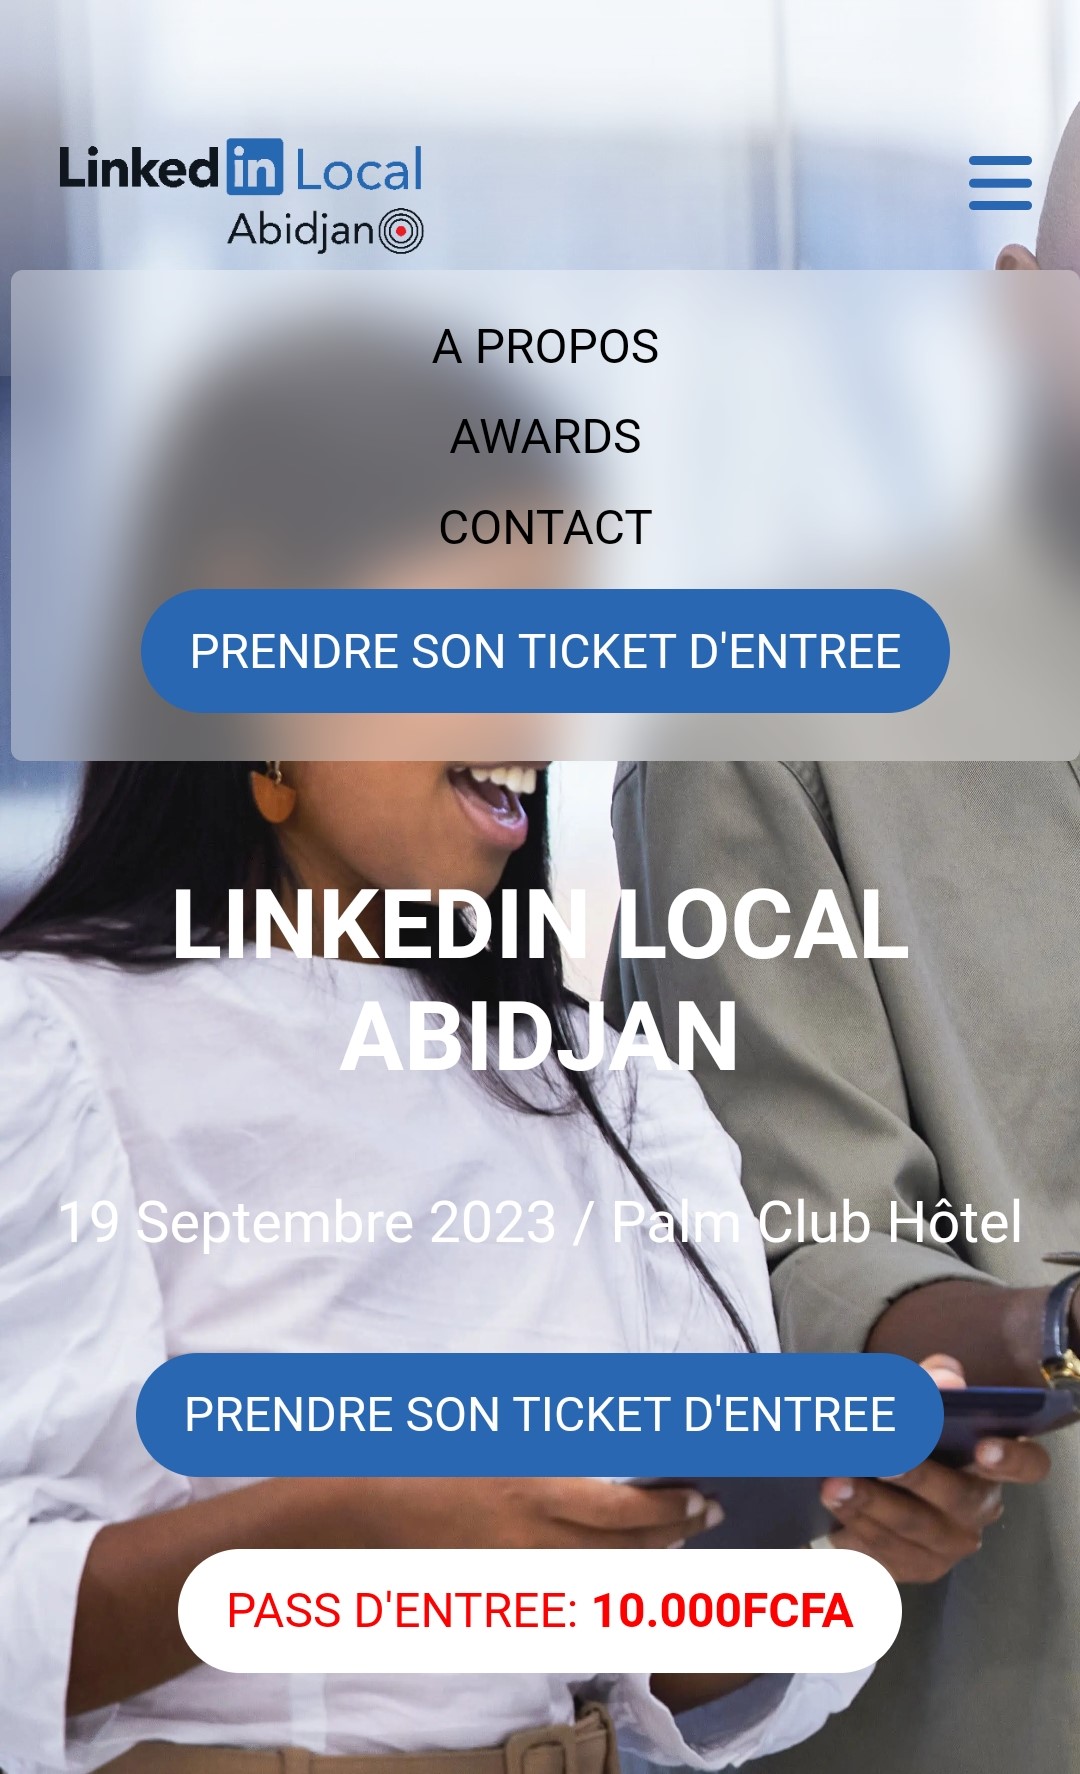 Linked in Local
Abidjan
A PROPOS
AWARDS
CONTACT
PRENDRE SON TICKET D'ENTREE
LINKEDIN LOCAL
ABIDJAN
19 Septembre 2023 / Palm Club Hôtel
PRENDRE SON TICKET D'ENTREE
PASS D'ENTREE: 10.000FCFA